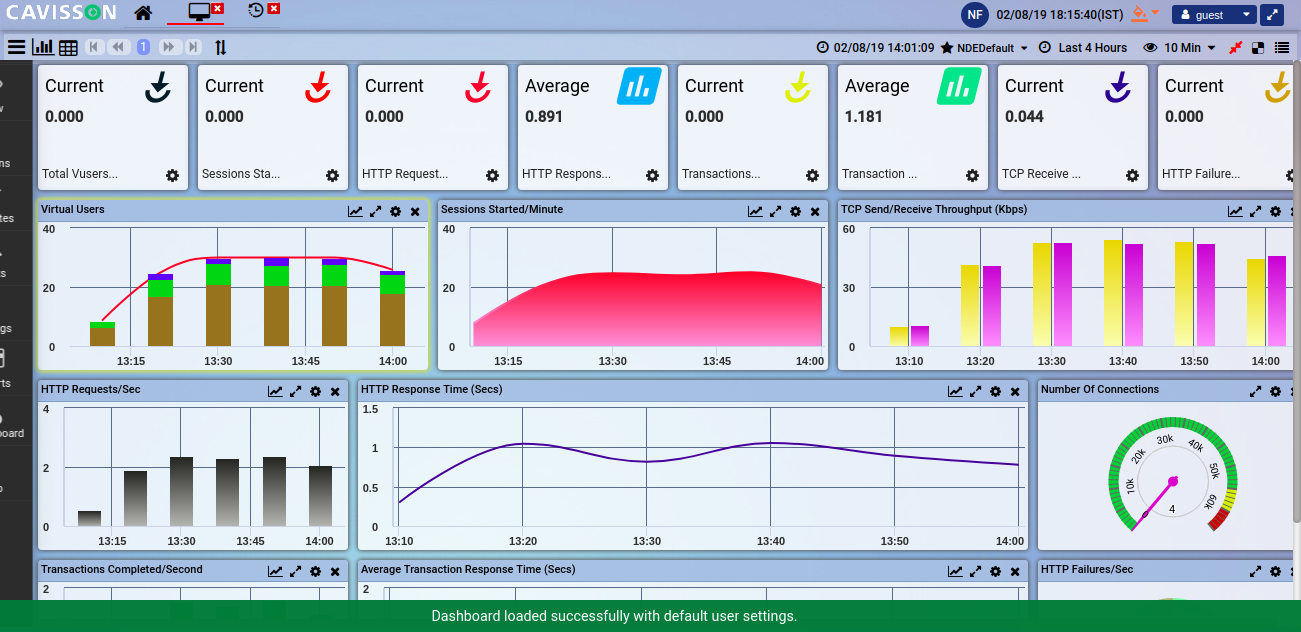 CAVISSON
NF 02/08/19 18:15:40(IST) guest
1 02/08/19 14:01:09 NDEDefault Last 4 Hours 10 Min
Current Current Current Average Current Average Current Current
0.000 0.000 0.000 0.891 0.000 1.181 0.044 0.000
Total Vusers... Sessions Sta... HTTP Request... HTTP Respons... Transactions... Transaction ... TCP Receive ... HTTP Failure...
w
ns
tes
s
gs
rts
board
Virtual Users
40
20
0
13:15 13:30 13:45 14:00
Sessions Started/Minute
40
20
0
13:15 13:30 13:45 14:00
TCP Send/Receive Throughput (Kbps)
60
30
0
13:10 13:20 13:30 13:40 13:50 14:00
HTTP Requests/Sec
4
2
0
13:15 13:30 13:45 14:00
HTTP Response Time (Secs)
1.5
1
0.5
0
13:10 13:20 13:30 13:40 13:50 14:00
Number Of Connections
0 10k 20k 30k 40k 50k 60k
4
Transactions Completed/Second
2
Average Transaction Response Time (Secs)
2
HTTP Failures/Sec
Dashboard loaded successfully with default user settings.